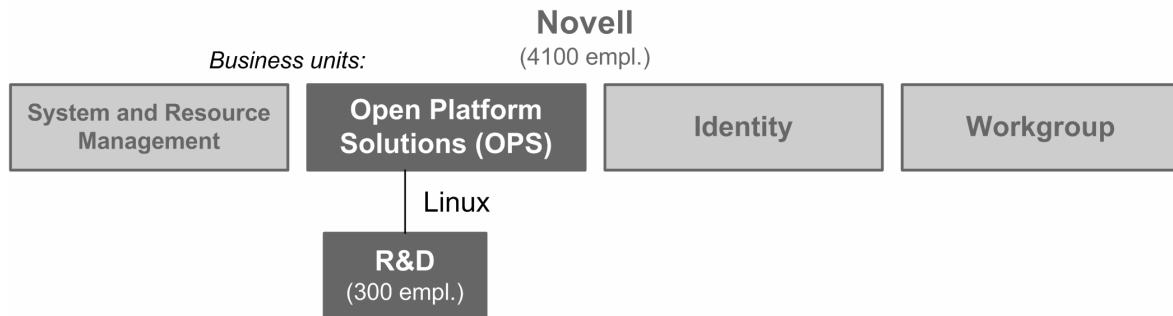 Novell
(4100 empl.)
Business units:
System and Resource
Management
Open Platform
Solutions (OPS)
Identity
Workgroup
Linux
R&D
(300 empl.)